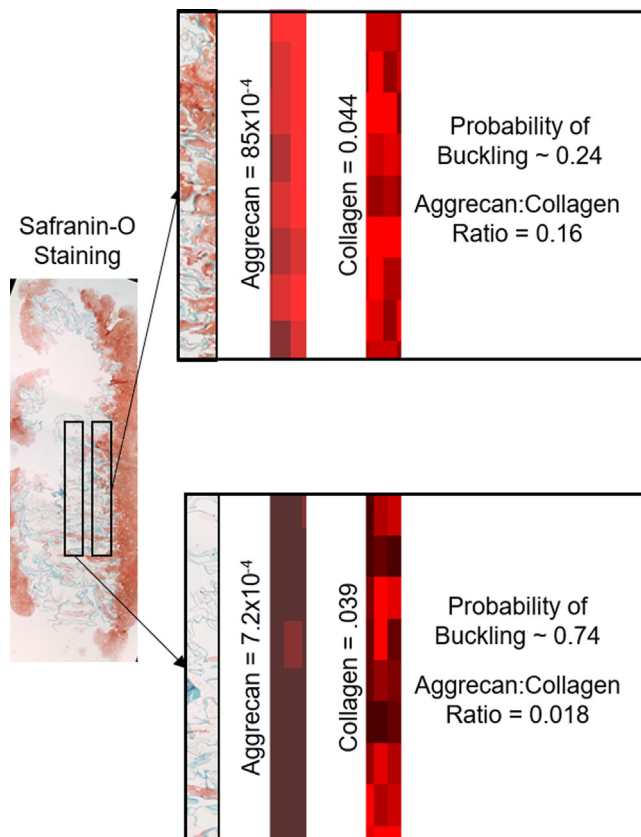 Safranin-O
Staining
Aggrecan = 85x10⁻⁴
Collagen = 0.044
Probability of
Buckling ~ 0.24
Aggrecan:Collagen
Ratio = 0.16
Aggrecan = 7.2x10⁻⁴
Collagen = .039
Probability of
Buckling ~ 0.74
Aggrecan:Collagen
Ratio = 0.018